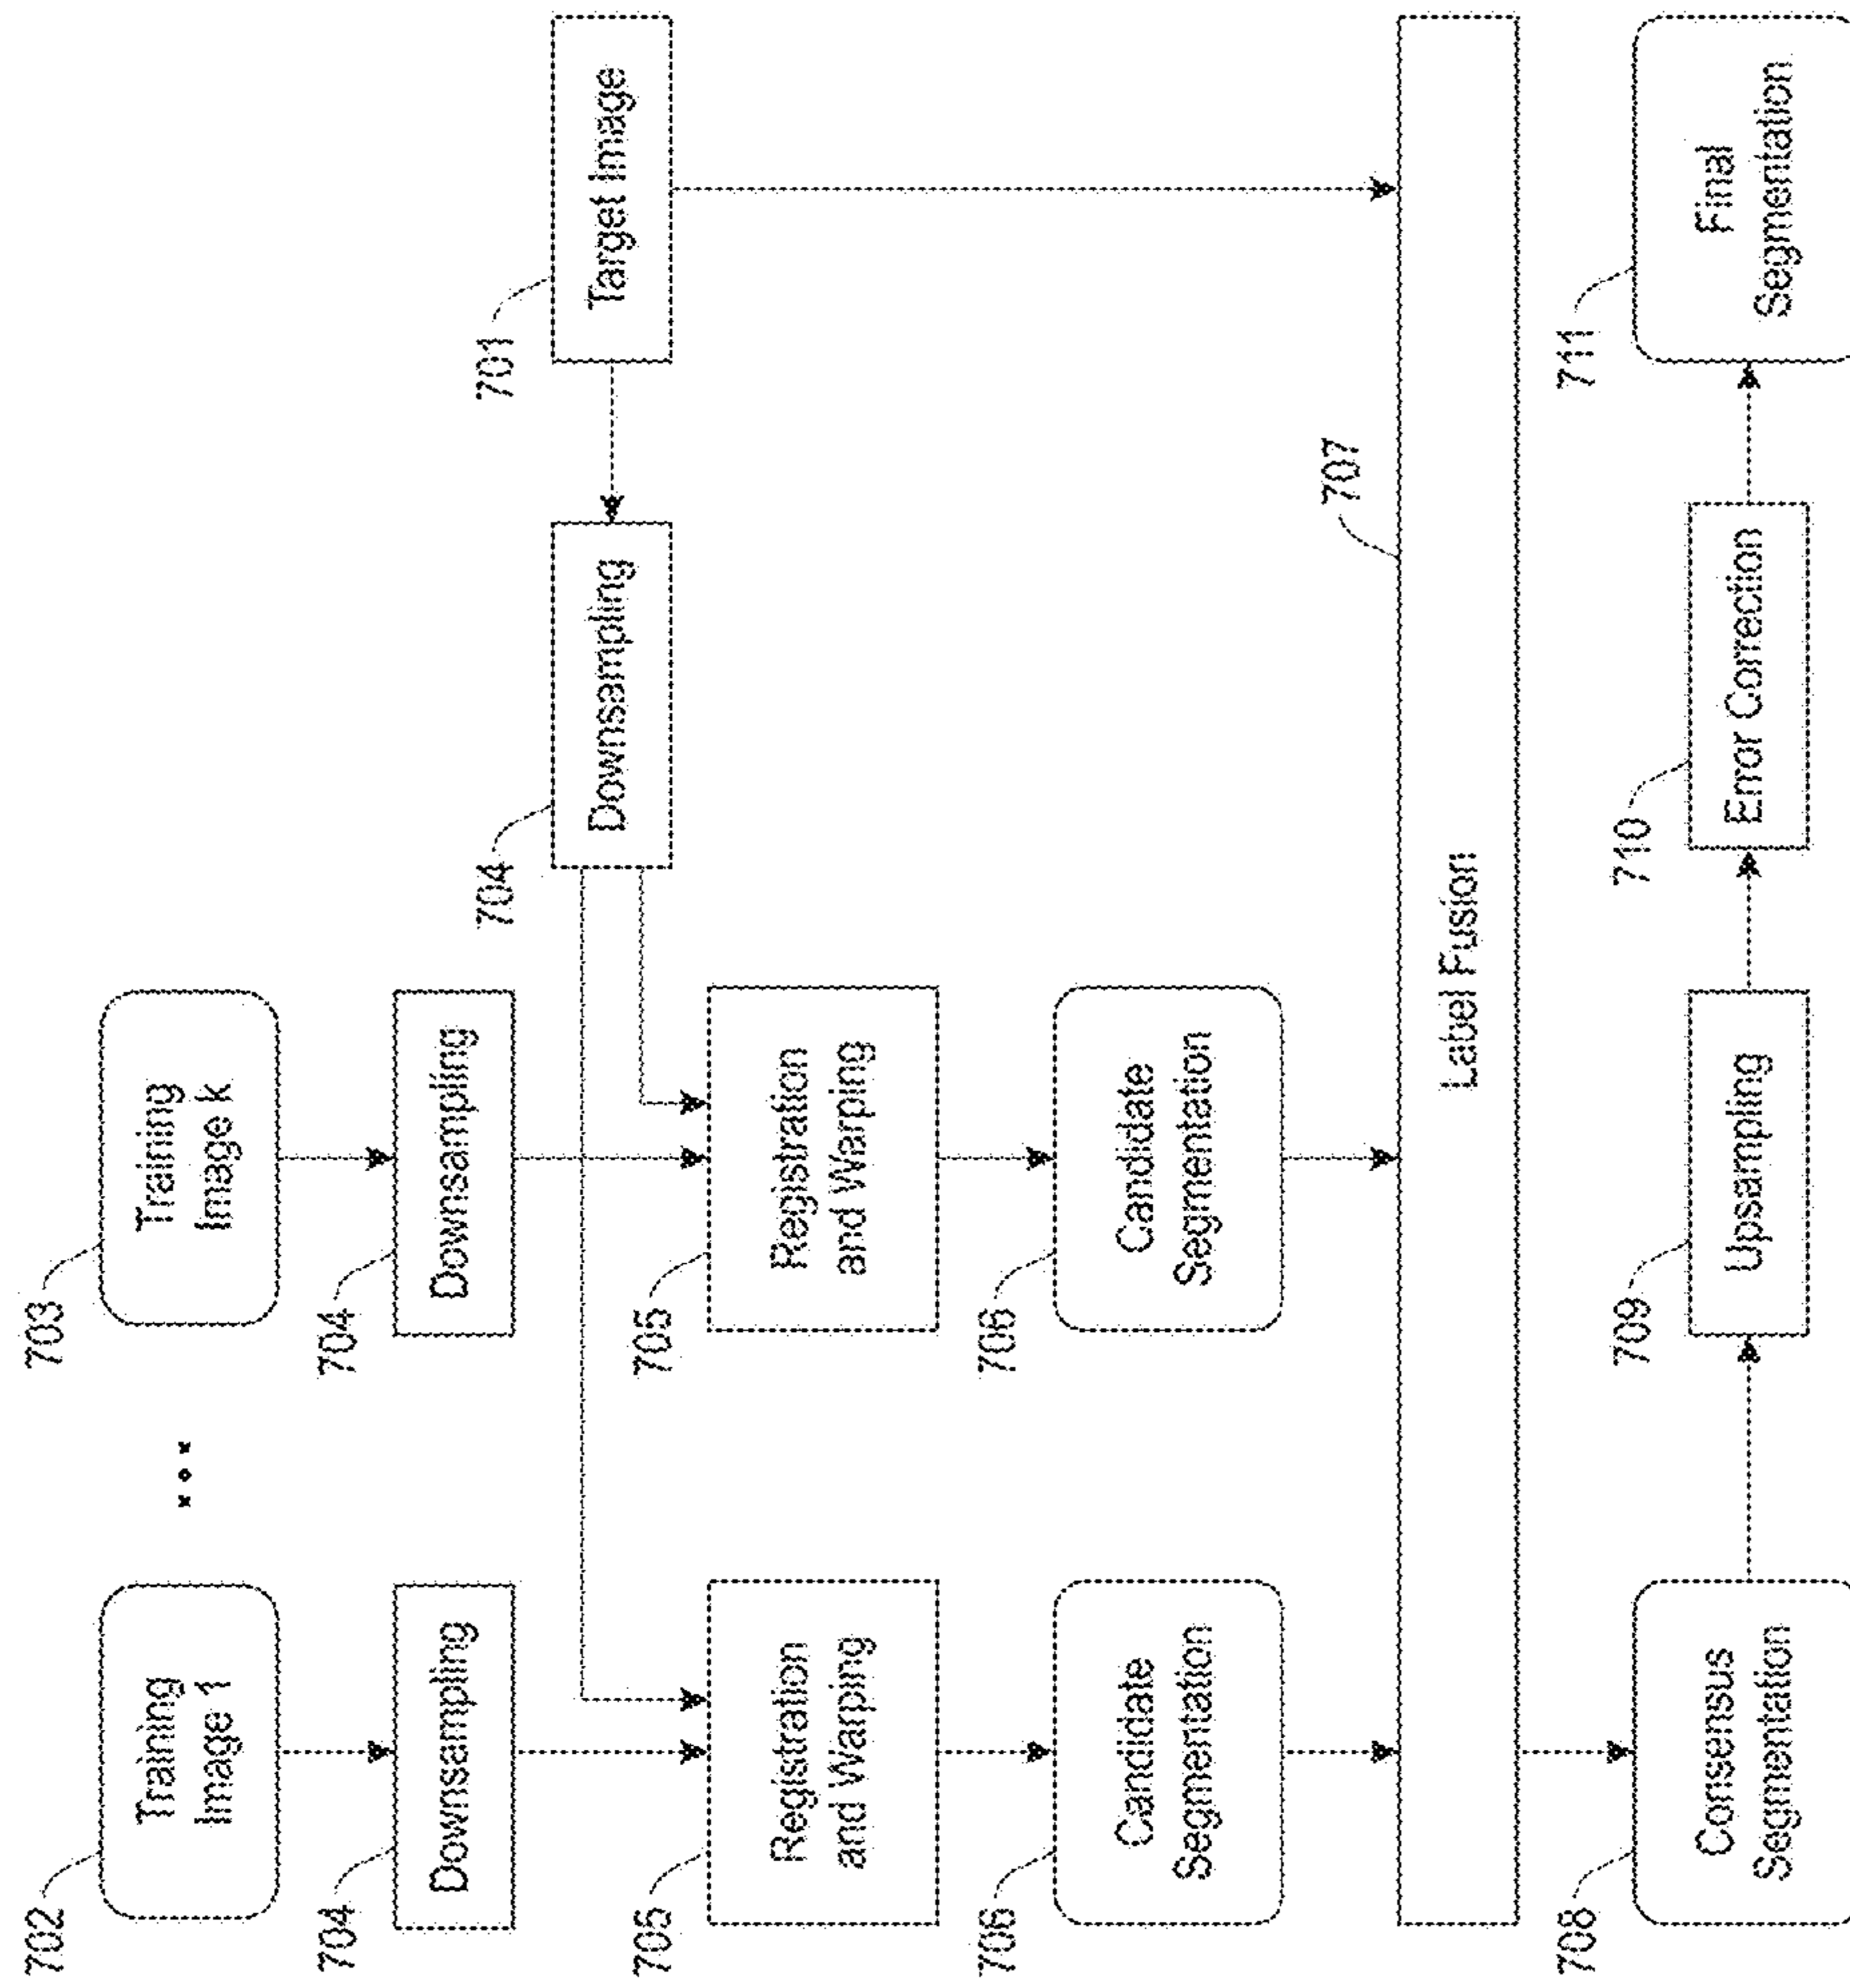 702
Training
Image 1
...
703
Training
Image k
704
Downsampling
704
Downsampling
704
Downsampling
701
Target Image
705
Registration
and Warping
705
Registration
and Warping
706
Candidate
Segmentation
706
Candidate
Segmentation
707
Label Fusion
708
Consensus
Segmentation
709
Upsampling
710
Error Correction
711
Final
Segmentation